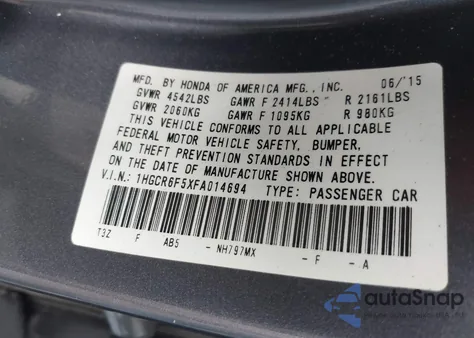 MFD. BY HONDA OF AMERICA MFG., INC. 06/'15
GVWR 4542LBS GAWR F 2414LBS R 2161LBS
GVWR 2060KG GAWR F 1095KG R 980KG
THIS VEHICLE CONFORMS TO ALL APPLICABLE
FEDERAL MOTOR VEHICLE SAFETY, BUMPER,
AND THEFT PREVENTION STANDARDS IN EFFECT
ON THE DATE OF MANUFACTURE SHOWN ABOVE.
V.I.N.: 1HGCR6F5XFA014694 TYPE: PASSENGER CAR
T3Z F AB5 - NH797MX - F - A
autoSnap